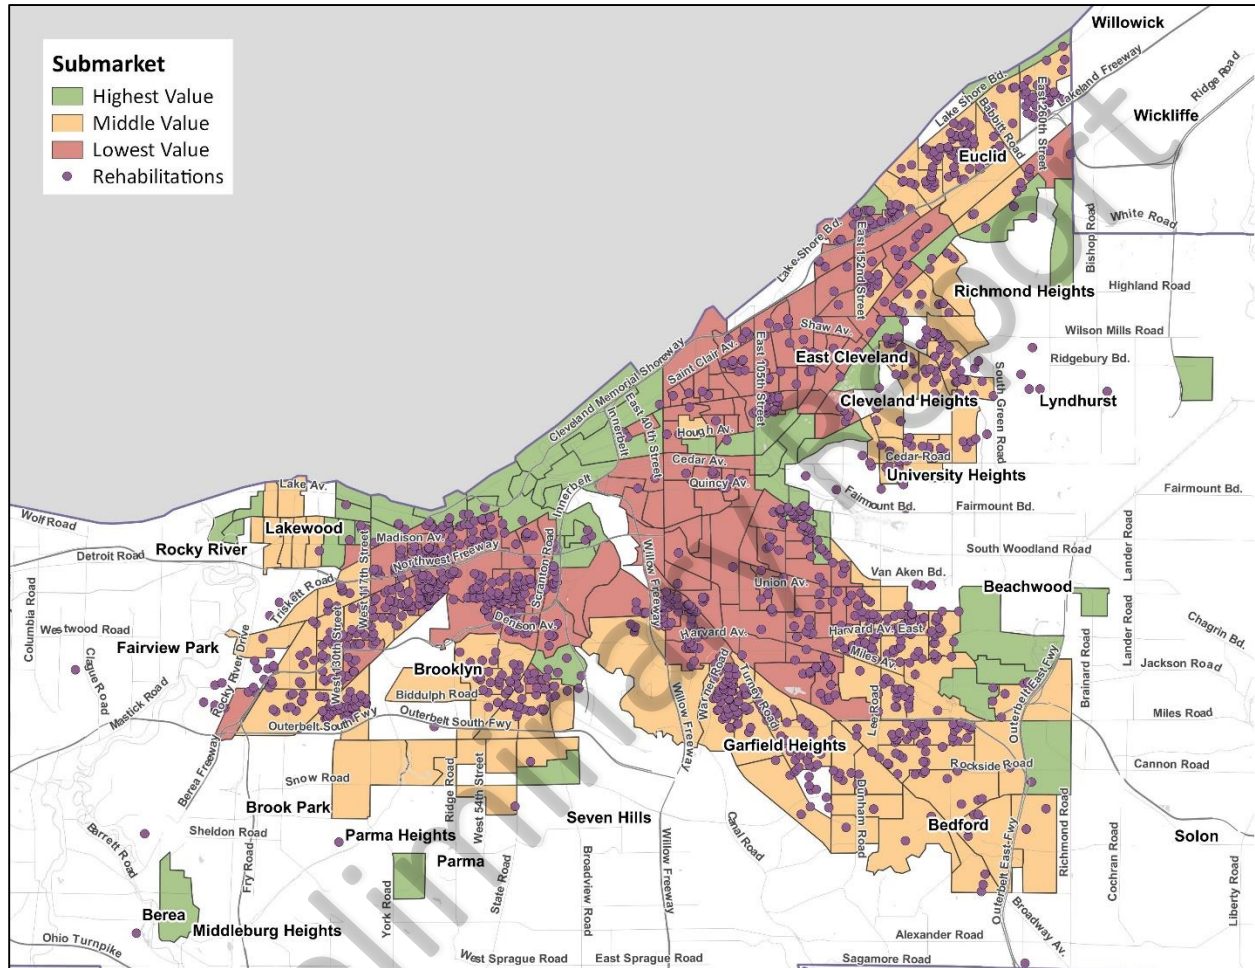 Submarket
Highest Value
Middle Value
Lowest Value
Rehabilitations
Willowick
Lakeland Freeway
Ridge Road
Lake Shore Bd.
Babbitt Road
East 260th Street
Wickliffe
Euclid
Bishop Road
White Road
Lake Shore Bd.
East 152nd Street
Richmond Heights
Highland Road
Wilson Mills Road
Ridgebury Bd.
Shaw Av.
East Cleveland
Saint Clair Av.
East 105th Street
Cleveland Memorial Shoreway
East 40th Street
Innerbelt
Cleveland Heights
South Green Road
Lyndhurst
Hough Av.
Cedar Av.
Quincy Av.
Cedar Road
University Heights
Fairmount Bd.
Fairmount Bd.
Fairmount Bd.
Innerbelt
Lake Av.
Lakewood
Wolf Road
Rocky River
Detroit Road
Madison Av.
Northwest Freeway
West 117th Street
Scranton Road
Willow Freeway
South Woodland Road
Lander Road
Van Aken Bd.
Union Av.
Beachwood
Triskett Road
Columbia Road
Westwood Road
Fairview Park
Clague Road
Mastick Road
Rocky River Drive
West 130th Street
Denison Av.
Harvard Av.
Harvard Av. East
Miles Av.
Lander Road
Chagrin Bd.
Jackson Road
Brainard Road
Outerbelt East Fwy
Brooklyn
Biddulph Road
Outerbelt South Fwy
Outerbelt South Fwy
Willow Freeway
Warner Road
Turney Road
Lee Road
Miles Road
Garfield Heights
Rockside Road
Cannon Road
Berea Freeway
Snow Road
Brook Park
Ridge Road
West 54th Street
Seven Hills
Canal Road
Dunham Road
Bedford
Richmond Road
Solon
Barrett Road
Sheldon Road
Fry Road
Parma Heights
Parma
York Road
State Road
Broadview Road
Willow Freeway
Outerbelt East Fwy
Cochran Road
Liberty Road
Berea
Middleburg Heights
Ohio Turnpike
West Sprague Road
East Sprague Road
Alexander Road
Sagamore Road
Broadway Av.
Preliminary Report